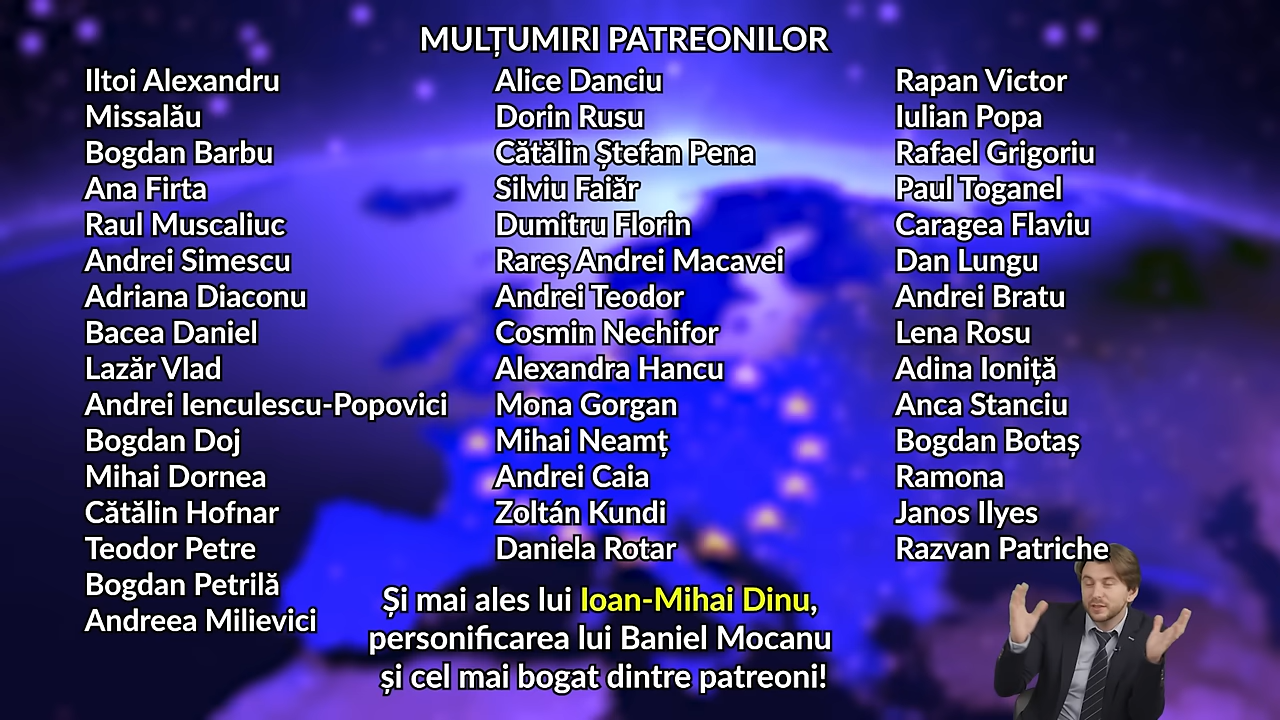 MULȚUMIRI PATREONILOR
Iltoi Alexandru
Missalău
Bogdan Barbu
Ana Firta
Raul Muscaliuc
Andrei Simescu
Adriana Diaconu
Bacea Daniel
Lazăr Vlad
Andrei Ienculescu-Popovici
Bogdan Doj
Mihai Dornea
Cătălin Hofnar
Teodor Petre
Bogdan Petrilă
Andreea Milievici
Alice Danciu
Dorin Rusu
Cătălin Ștefan Pena
Silviu Faiăr
Dumitru Florin
Rareș Andrei Macavei
Andrei Teodor
Cosmin Nechifor
Alexandra Hancu
Mona Gorgan
Mihai Neamț
Andrei Caia
Zoltán Kundi
Daniela Rotar
Rapan Victor
Iulian Popa
Rafael Grigoriu
Paul Toganel
Caragea Flaviu
Dan Lungu
Andrei Bratu
Lena Rosu
Adina Ioniță
Anca Stanciu
Bogdan Botaș
Ramona
Janos Ilyes
Razvan Patriche
Și mai ales lui Ioan-Mihai Dinu,
personificarea lui Baniel Mocanu
și cel mai bogat dintre patreoni!